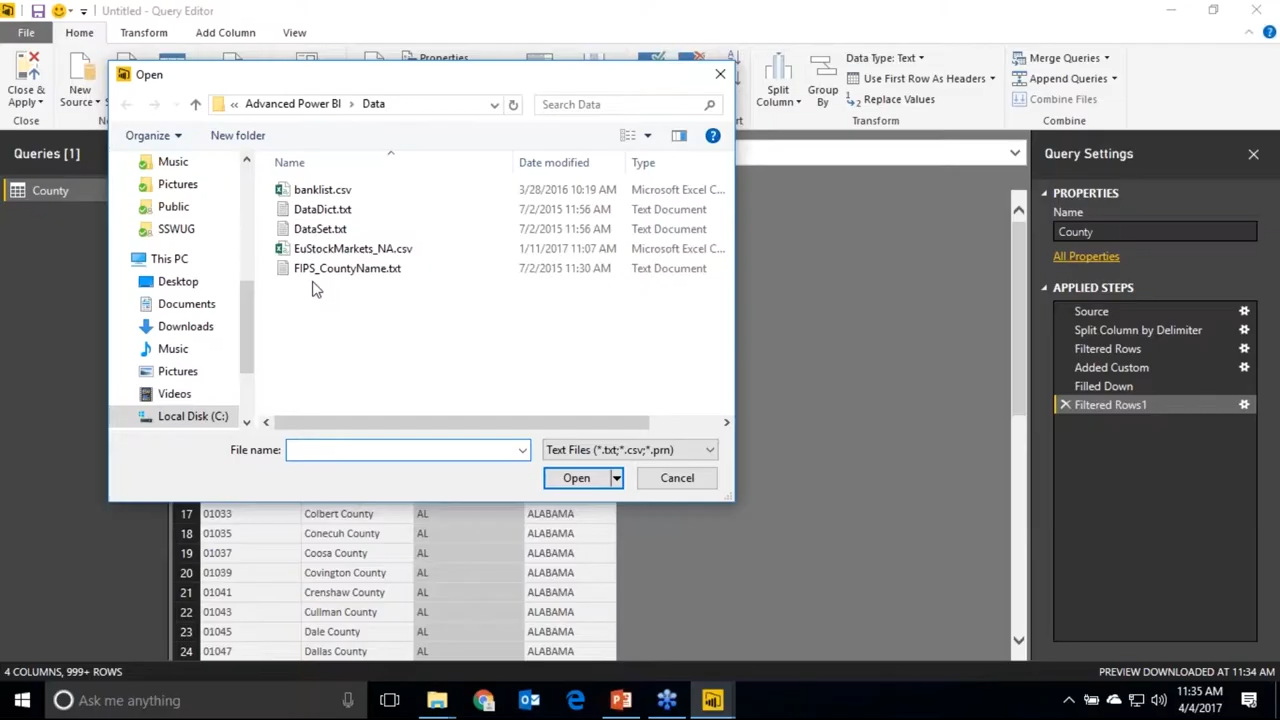 Untitled - Query Editor
File Home Transform Add Column View
Close & Apply
New Source
Properties
Split Column
Group By
Data Type: Text
Use First Row As Headers
Replace Values
Merge Queries
Append Queries
Combine Files
Close
Transform
Combine
Open
« Advanced Power BI > Data
Search Data
Organize
New folder
Queries [1]
County
Music
Pictures
Public
SSWUG
This PC
Desktop
Documents
Downloads
Music
Pictures
Videos
Local Disk (C:)
Name Date modified Type
banklist.csv 3/28/2016 10:19 AM Microsoft Excel C...
DataDict.txt 7/2/2015 11:56 AM Text Document
DataSet.txt 7/2/2015 11:56 AM Text Document
EuStockMarkets_NA.csv 1/11/2017 11:07 AM Microsoft Excel C...
FIPS_CountyName.txt 7/2/2015 11:30 AM Text Document
File name:
Text Files (*.txt;*.csv;*.prn)
Open
Cancel
17 01033 Colbert County AL ALABAMA
18 01035 Conecuh County AL ALABAMA
19 01037 Coosa County AL ALABAMA
20 01039 Covington County AL ALABAMA
21 01041 Crenshaw County AL ALABAMA
22 01043 Cullman County AL ALABAMA
23 01045 Dale County AL ALABAMA
24 01047 Dallas County AL ALABAMA
Query Settings
PROPERTIES
Name
County
All Properties
APPLIED STEPS
Source
Split Column by Delimiter
Filtered Rows
Added Custom
Filled Down
Filtered Rows1
4 COLUMNS, 999+ ROWS
PREVIEW DOWNLOADED AT 11:34 AM
Ask me anything
11:35 AM
4/4/2017